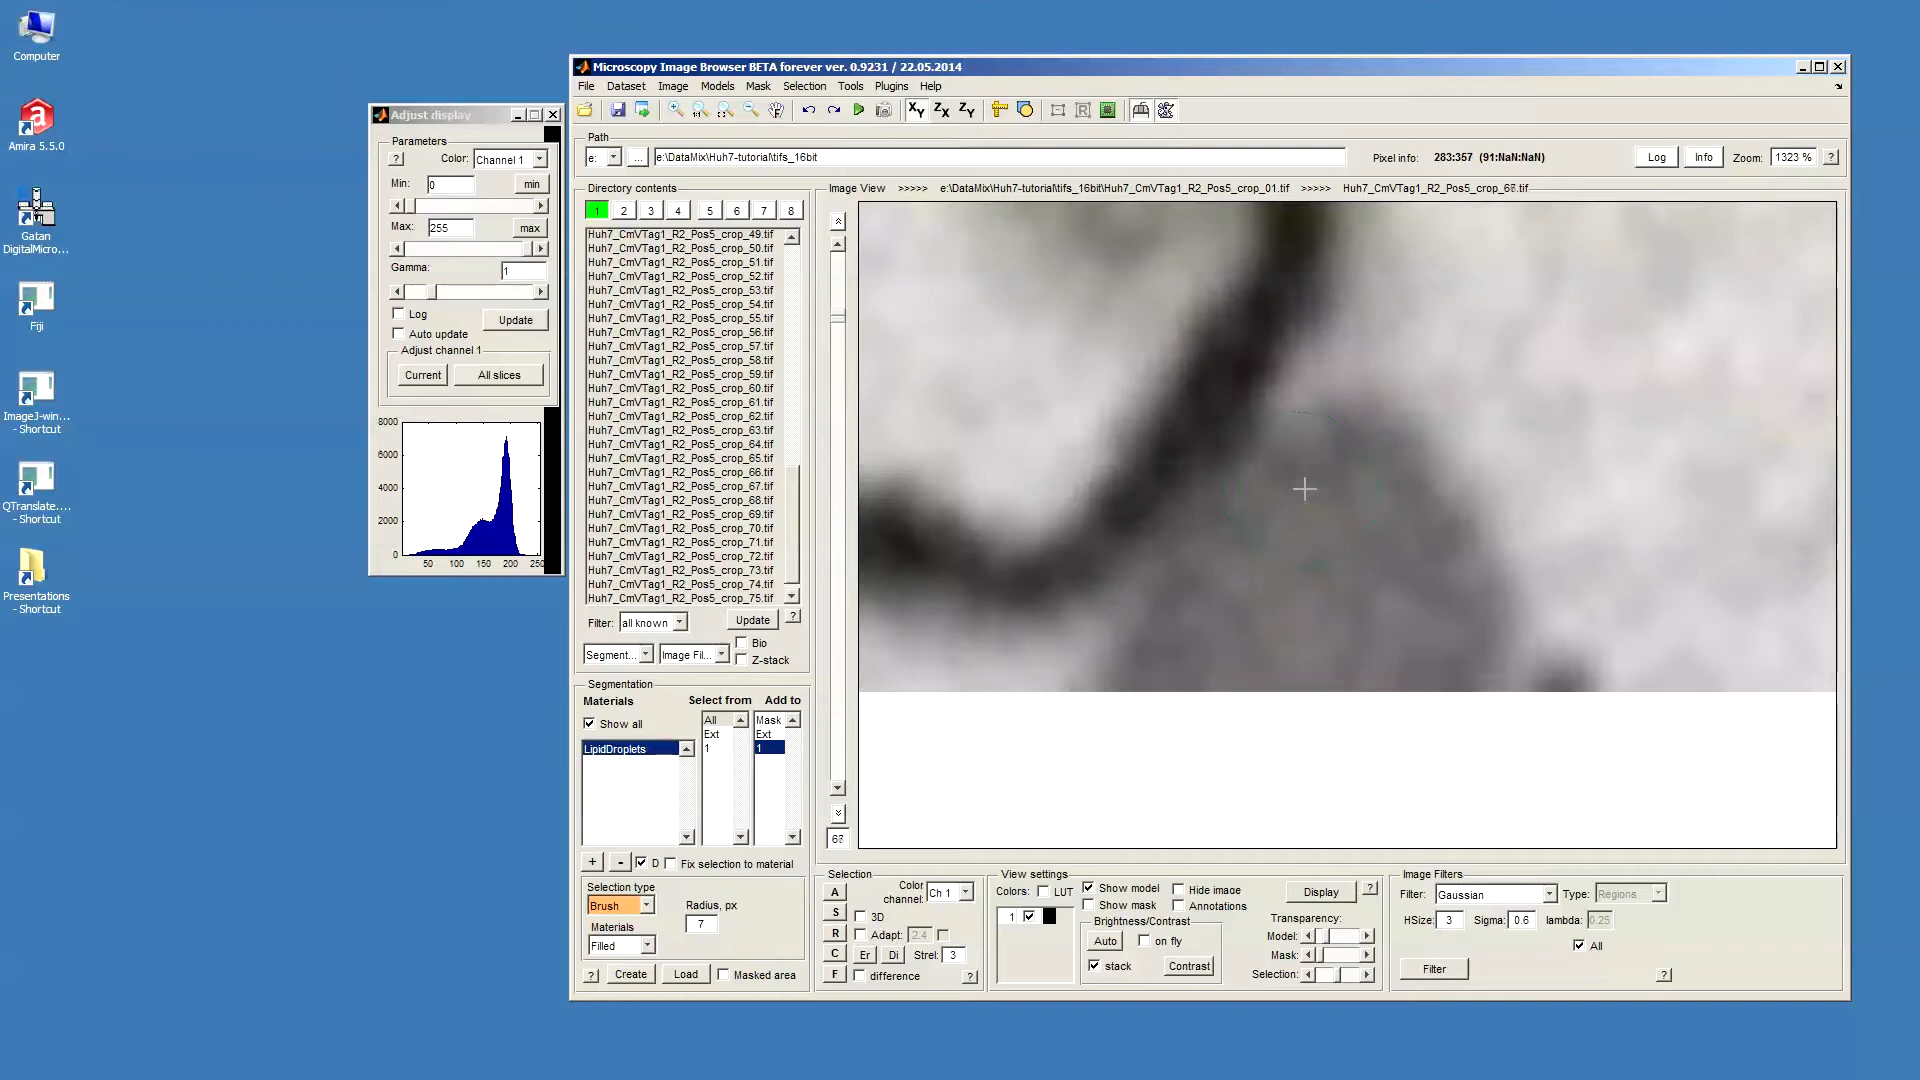 Computer
Amira 5.5.0
Gatan
DigitalMicro...
Fiji
ImageJ-win...
- Shortcut
QTranslate....
- Shortcut
Presentations
- Shortcut
Adjust display
Parameters
?
Color:
Channel 1
Min:
0
min
Max:
255
max
Gamma:
1
Log
Update
Auto update
Adjust channel 1
Current
All slices
8000
6000
4000
2000
0
50 100 150 200 250
Microscopy Image Browser BETA forever ver. 0.9231 / 22.05.2014
File Dataset Image Models Mask Selection Tools Plugins Help
Path
e:
...
e:\DataMix\Huh7-tutorial\tifs_16bit
Pixel info: 283:357 (91:NaN:NaN)
Log
Info
Zoom: 1323 %
?
Directory contents
1 2 3 4 5 6 7 8
Huh7_CmVTag1_R2_Pos5_crop_49.tif
Huh7_CmVTag1_R2_Pos5_crop_50.tif
Huh7_CmVTag1_R2_Pos5_crop_51.tif
Huh7_CmVTag1_R2_Pos5_crop_52.tif
Huh7_CmVTag1_R2_Pos5_crop_53.tif
Huh7_CmVTag1_R2_Pos5_crop_54.tif
Huh7_CmVTag1_R2_Pos5_crop_55.tif
Huh7_CmVTag1_R2_Pos5_crop_56.tif
Huh7_CmVTag1_R2_Pos5_crop_57.tif
Huh7_CmVTag1_R2_Pos5_crop_58.tif
Huh7_CmVTag1_R2_Pos5_crop_59.tif
Huh7_CmVTag1_R2_Pos5_crop_60.tif
Huh7_CmVTag1_R2_Pos5_crop_61.tif
Huh7_CmVTag1_R2_Pos5_crop_62.tif
Huh7_CmVTag1_R2_Pos5_crop_63.tif
Huh7_CmVTag1_R2_Pos5_crop_64.tif
Huh7_CmVTag1_R2_Pos5_crop_65.tif
Huh7_CmVTag1_R2_Pos5_crop_66.tif
Huh7_CmVTag1_R2_Pos5_crop_67.tif
Huh7_CmVTag1_R2_Pos5_crop_68.tif
Huh7_CmVTag1_R2_Pos5_crop_69.tif
Huh7_CmVTag1_R2_Pos5_crop_70.tif
Huh7_CmVTag1_R2_Pos5_crop_71.tif
Huh7_CmVTag1_R2_Pos5_crop_72.tif
Huh7_CmVTag1_R2_Pos5_crop_73.tif
Huh7_CmVTag1_R2_Pos5_crop_74.tif
Huh7_CmVTag1_R2_Pos5_crop_75.tif
Filter: all known
Update
?
Bio
Segment...
Image Fil...
Z-stack
Image View >>>>> e:\DataMix\Huh7-tutorial\tifs_16bit\Huh7_CmVTag1_R2_Pos5_crop_01.tif >>>>>
Segmentation
Materials
Select from
Add to
Show all
All
Mask
Ext
Ext
LipidDroplets
1
1
+ - D Fix selection to material
Selection type
Brush
Radius, px
7
Materials
Filled
?
Create
Load
Masked area
Selection
A
Color
channel:
Ch 1
S
3D
R
Adapt: 2.4
C
Er
Di
Strel: 3
F
difference
?
View settings
Colors:
LUT
Show model
Hide image
Display
?
1
Show mask
Annotations
Brightness/Contrast
Transparency:
Auto
on fly
Model:
stack
Contrast
Mask:
Selection:
Image Filters
Filter: Gaussian
Type: Regions
HSize: 3
Sigma: 0.6
lambda: 0.25
All
Filter
?